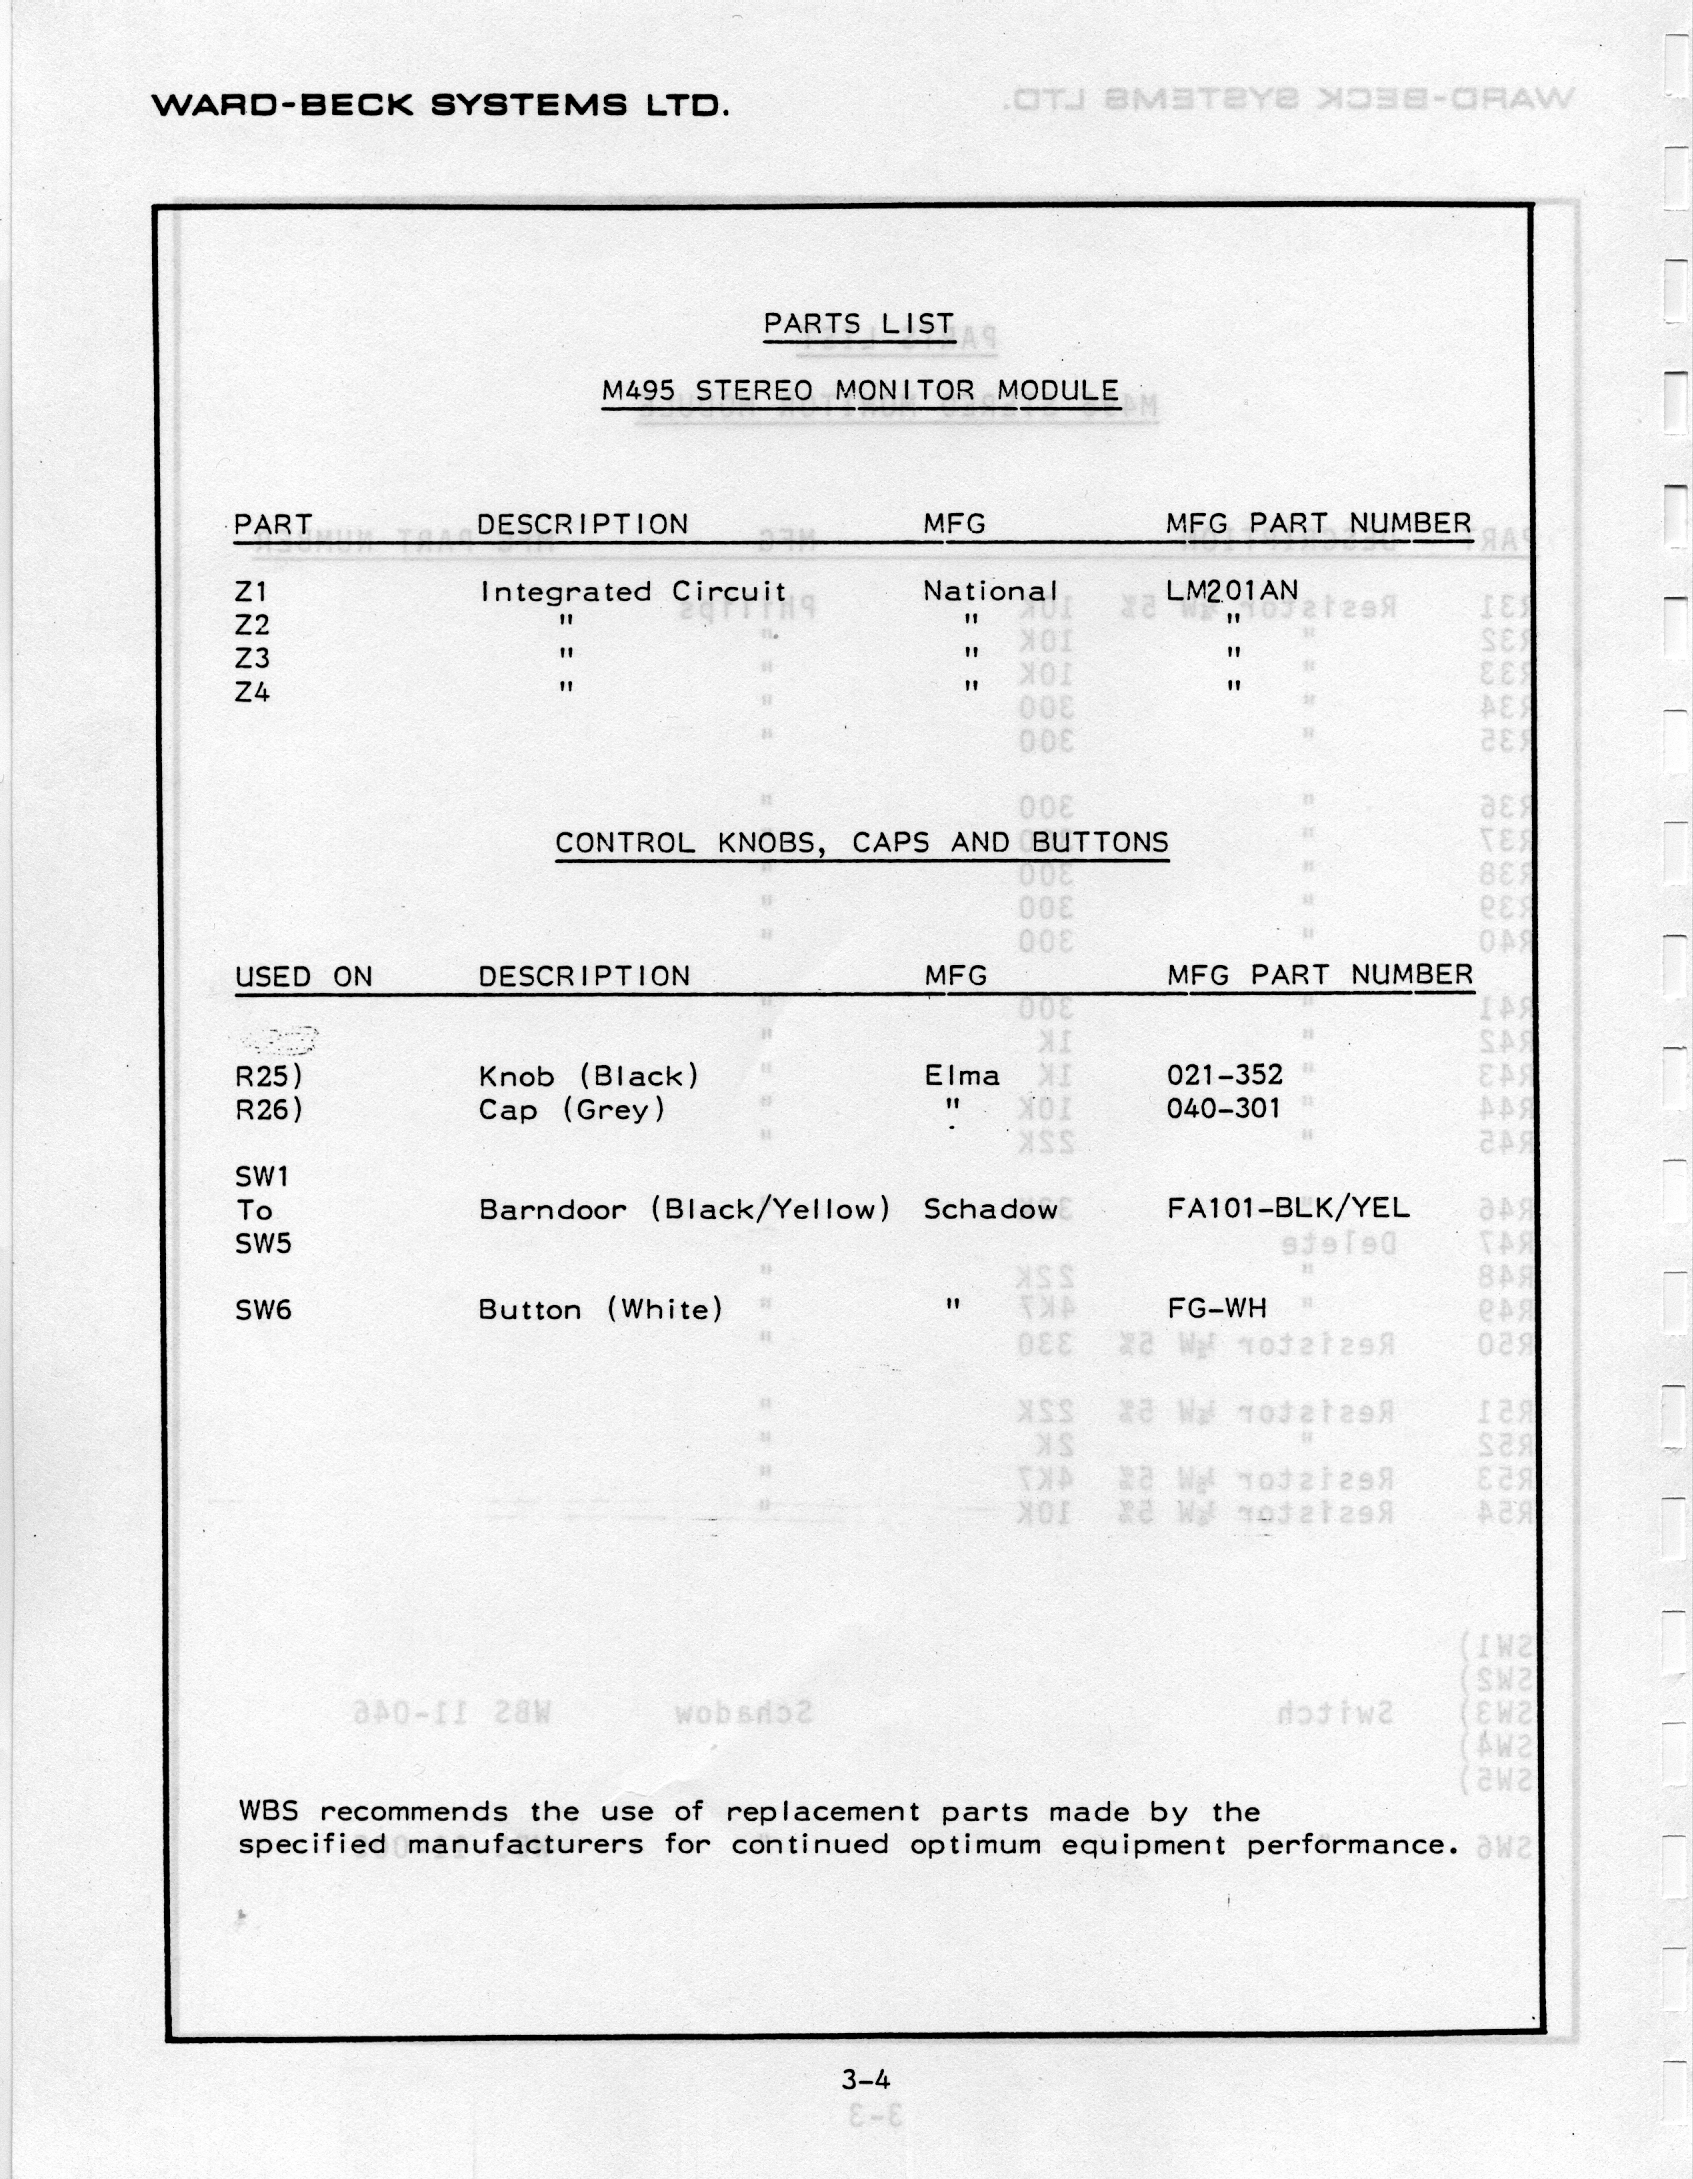 WARD-BECK SYSTEMS LTD.
PARTS LIST
M495 STEREO MONITOR MODULE
PART DESCRIPTION MFG MFG PART NUMBER
Z1 Integrated Circuit National LM201AN
Z2 " " "
Z3 " " "
Z4 " " "
CONTROL KNOBS, CAPS AND BUTTONS
USED ON DESCRIPTION MFG MFG PART NUMBER
R25) Knob (Black) Elma 021-352
R26) Cap (Grey) " 040-301
SW1
To Barndoor (Black/Yellow) Schadow FA101-BLK/YEL
SW5
SW6 Button (White) " FG-WH
WBS recommends the use of replacement parts made by the
specified manufacturers for continued optimum equipment performance.
3-4